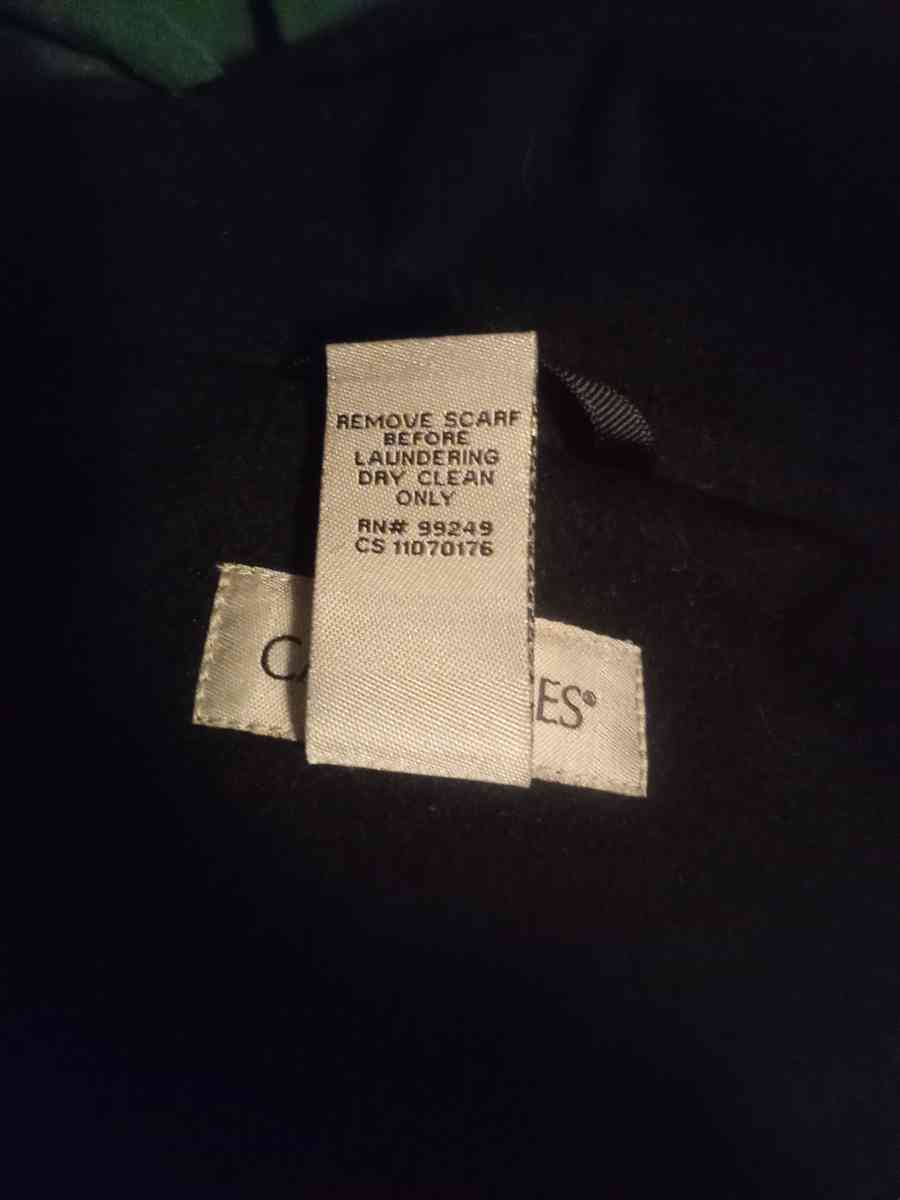 REMOVE SCARF
BEFORE
LAUNDERING
DRY CLEAN
ONLY
RN# 99249
CS 11070176